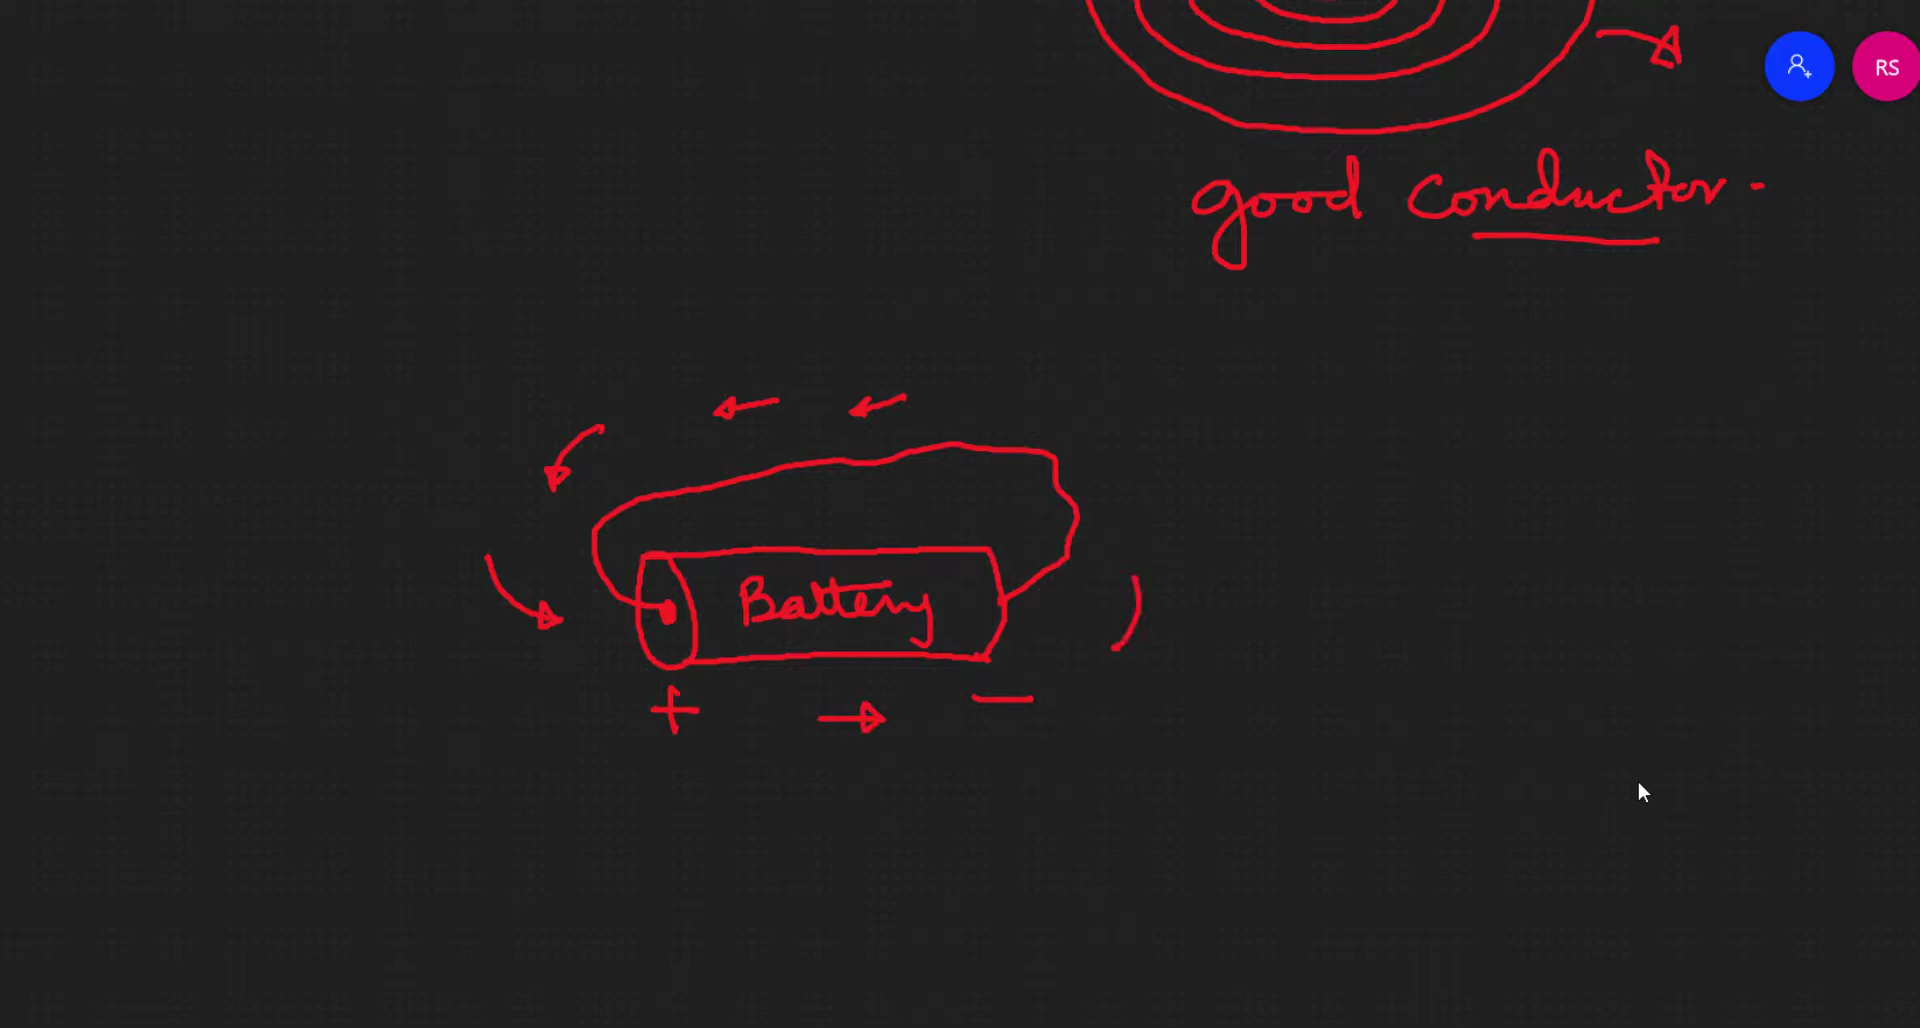 RS
good conductor.
Battery
+ −